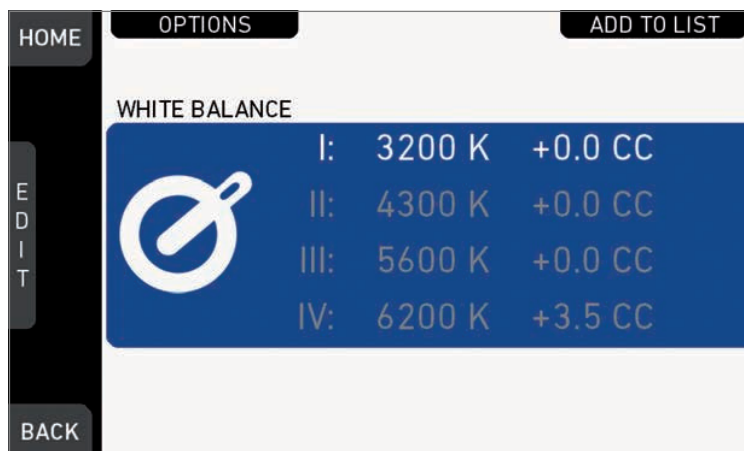 HOME
OPTIONS
ADD TO LIST
WHITE BALANCE
I: 3200 K +0.0 CC
II: 4300 K +0.0 CC
III: 5600 K +0.0 CC
IV: 6200 K +3.5 CC
EDIT
BACK